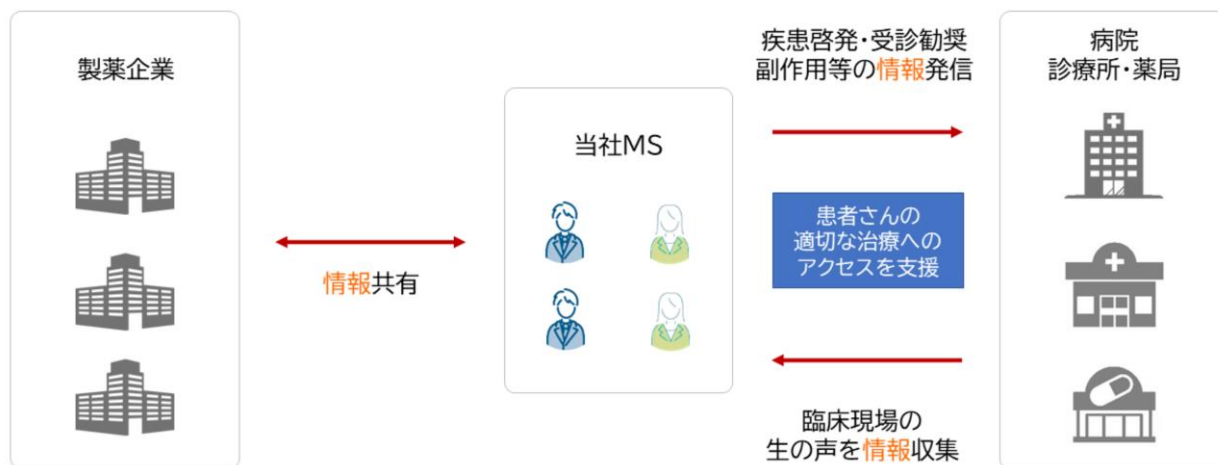 製薬企業
情報共有
当社MS
疾患啓発・受診勧奨
副作用等の情報発信
患者さんの
適切な治療への
アクセスを支援
臨床現場の
生の声を情報収集
病院
診療所・薬局